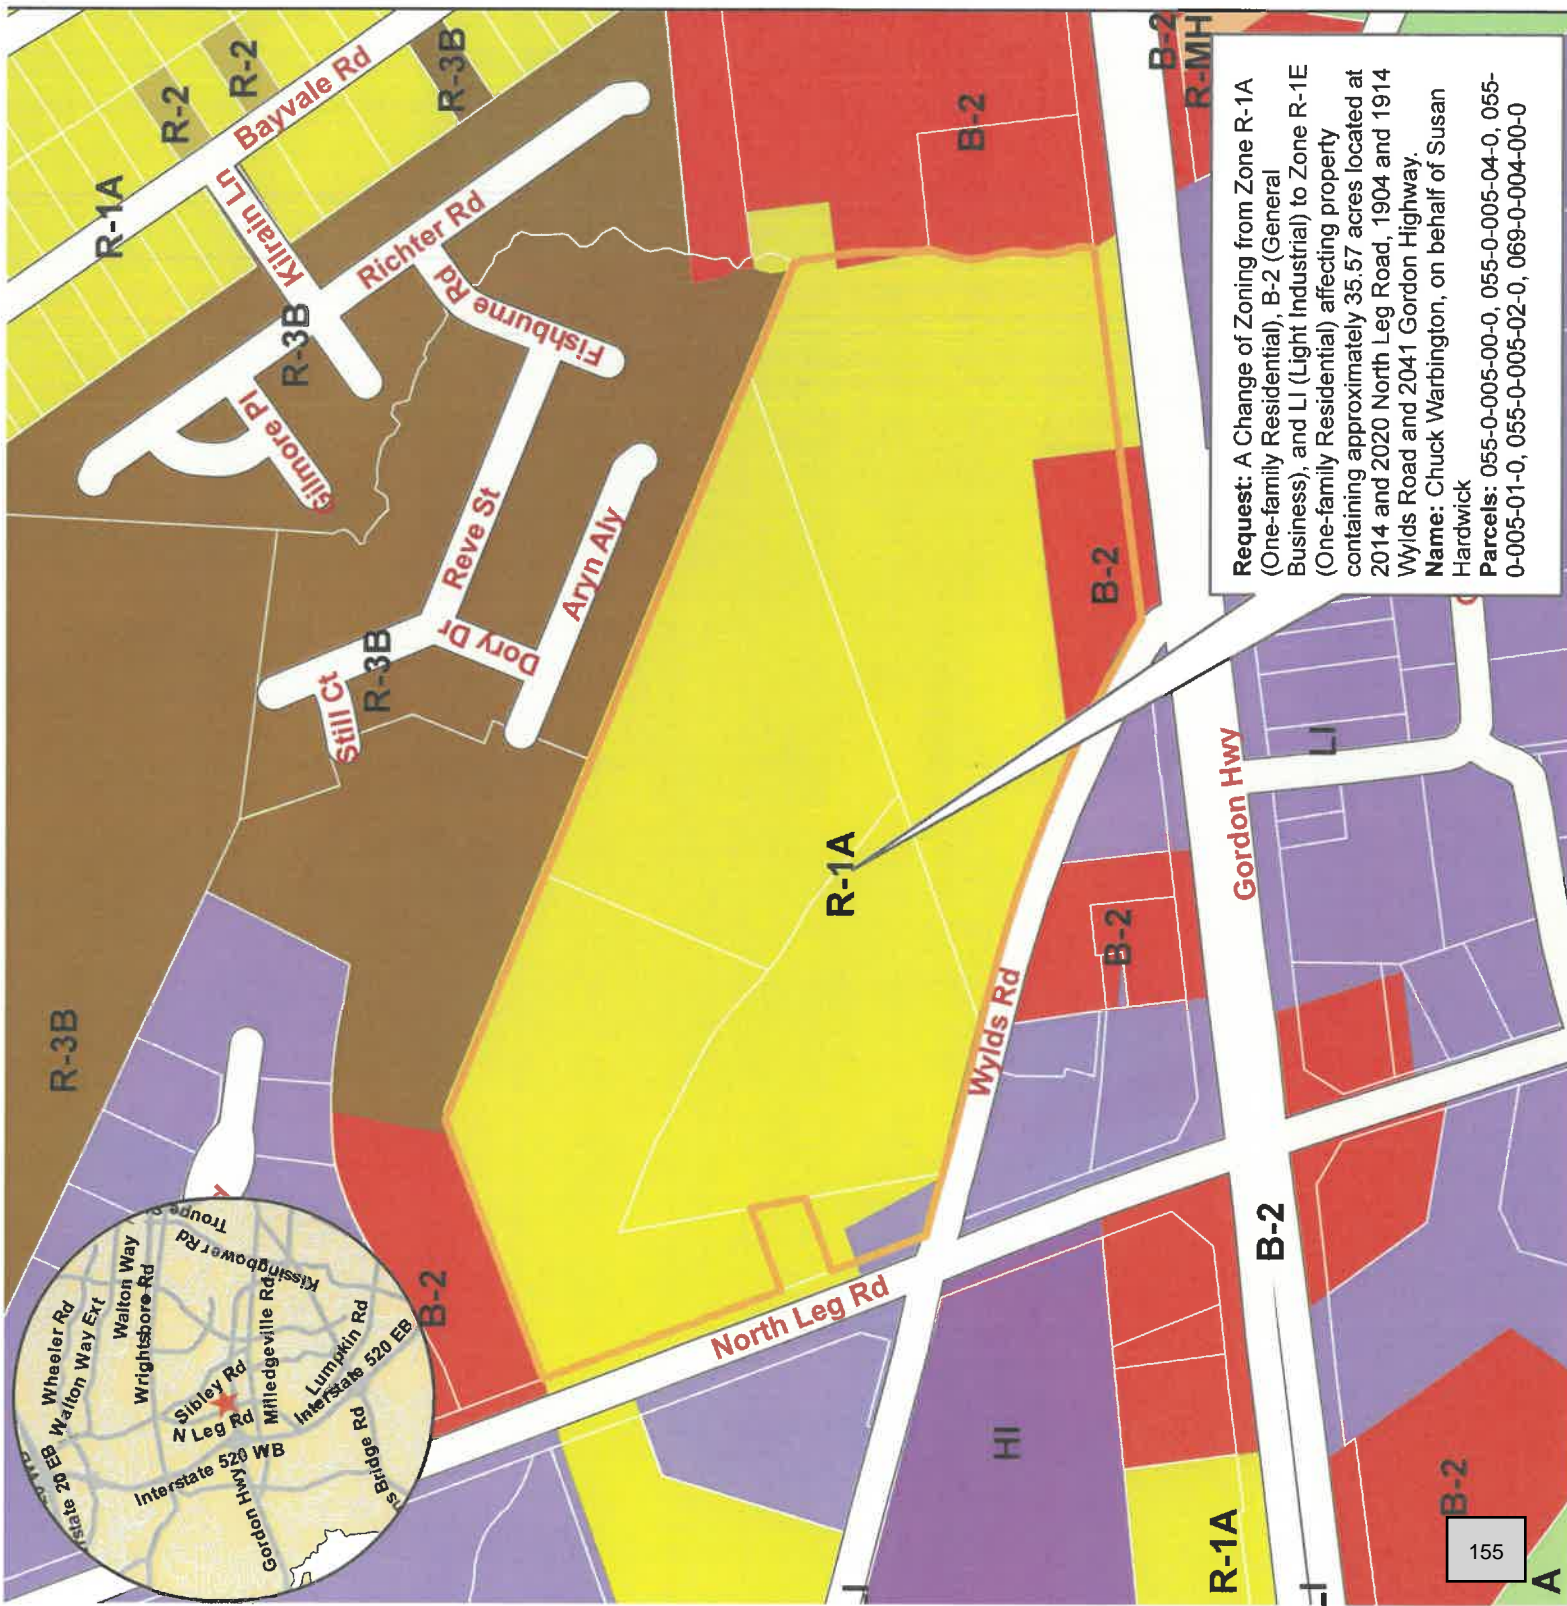 R-2
R-2
Bayvale Rd
R-3B
R-1A
Kilrain Ln
Richter Rd
R-3B
Fishburne Rd
Gilmore Pl
Reve St
Aryn Aly
Dory Dr
R-3B
Still Ct
R-3B
B-2
B-2
R-MH
B-2
R-1A
B-2
Wylds Rd
B-2
Gordon Hwy
LI
North Leg Rd
B-2
HI
B-2
R-1A
B-2
A
LI
Request: A Change of Zoning from Zone R-1A
(One-family Residential), B-2 (General
Business), and LI (Light Industrial) to Zone R-1E
(One-family Residential) affecting property
containing approximately 35.57 acres located at
2014 and 2020 North Leg Road, 1904 and 1914
Wylds Road and 2041 Gordon Highway.
Name: Chuck Warbington, on behalf of Susan
Hardwick
Parcels: 055-0-005-00-0, 055-0-005-04-0, 055-
0-005-01-0, 055-0-005-02-0, 069-0-004-00-0
Wheeler Rd
Walton Way Ext
Walton Way
Wrightsboro Rd
Troupe
Kissingbower Rd
Sibley Rd
N Leg Rd
Milledgeville Rd
Lumpkin Rd
Interstate 520 EB
Interstate 520 WB
Gordon Hwy
ns Bridge Rd
rstate 20 EB
155